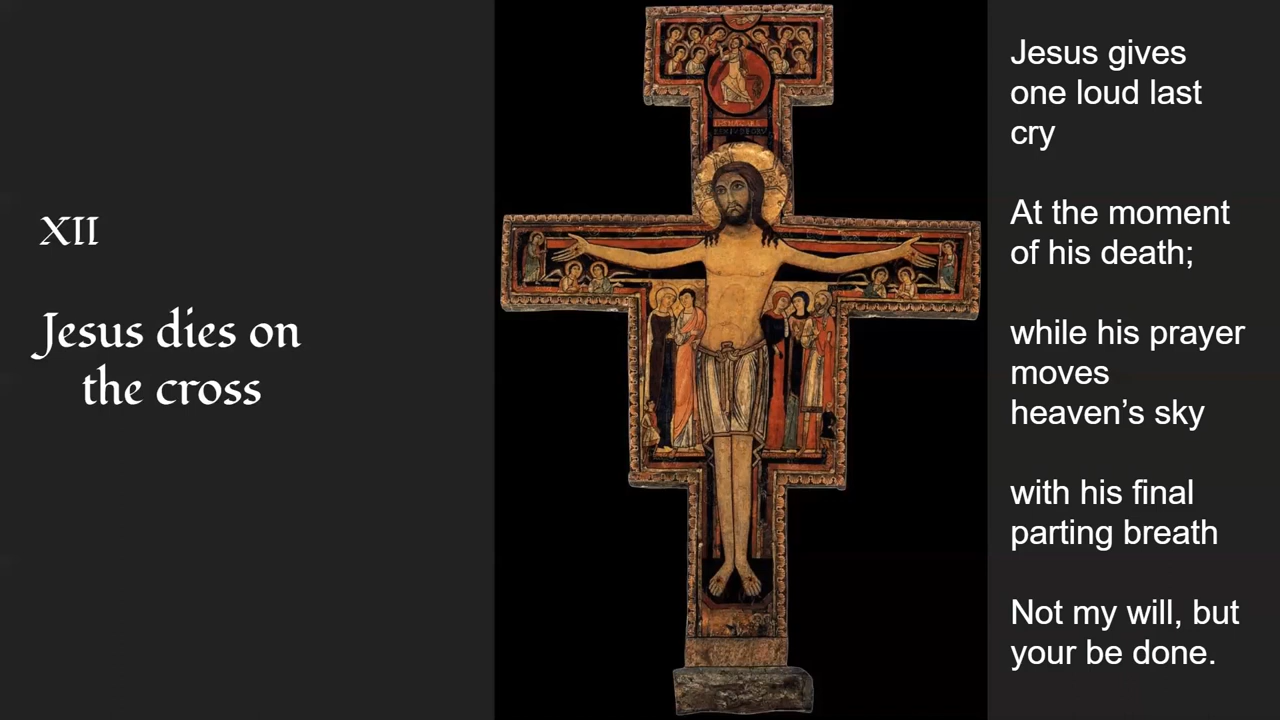 XII
Jesus dies on
the cross
Jesus gives
one loud last
cry
At the moment
of his death;
while his prayer
moves
heaven’s sky
with his final
parting breath
Not my will, but
your be done.